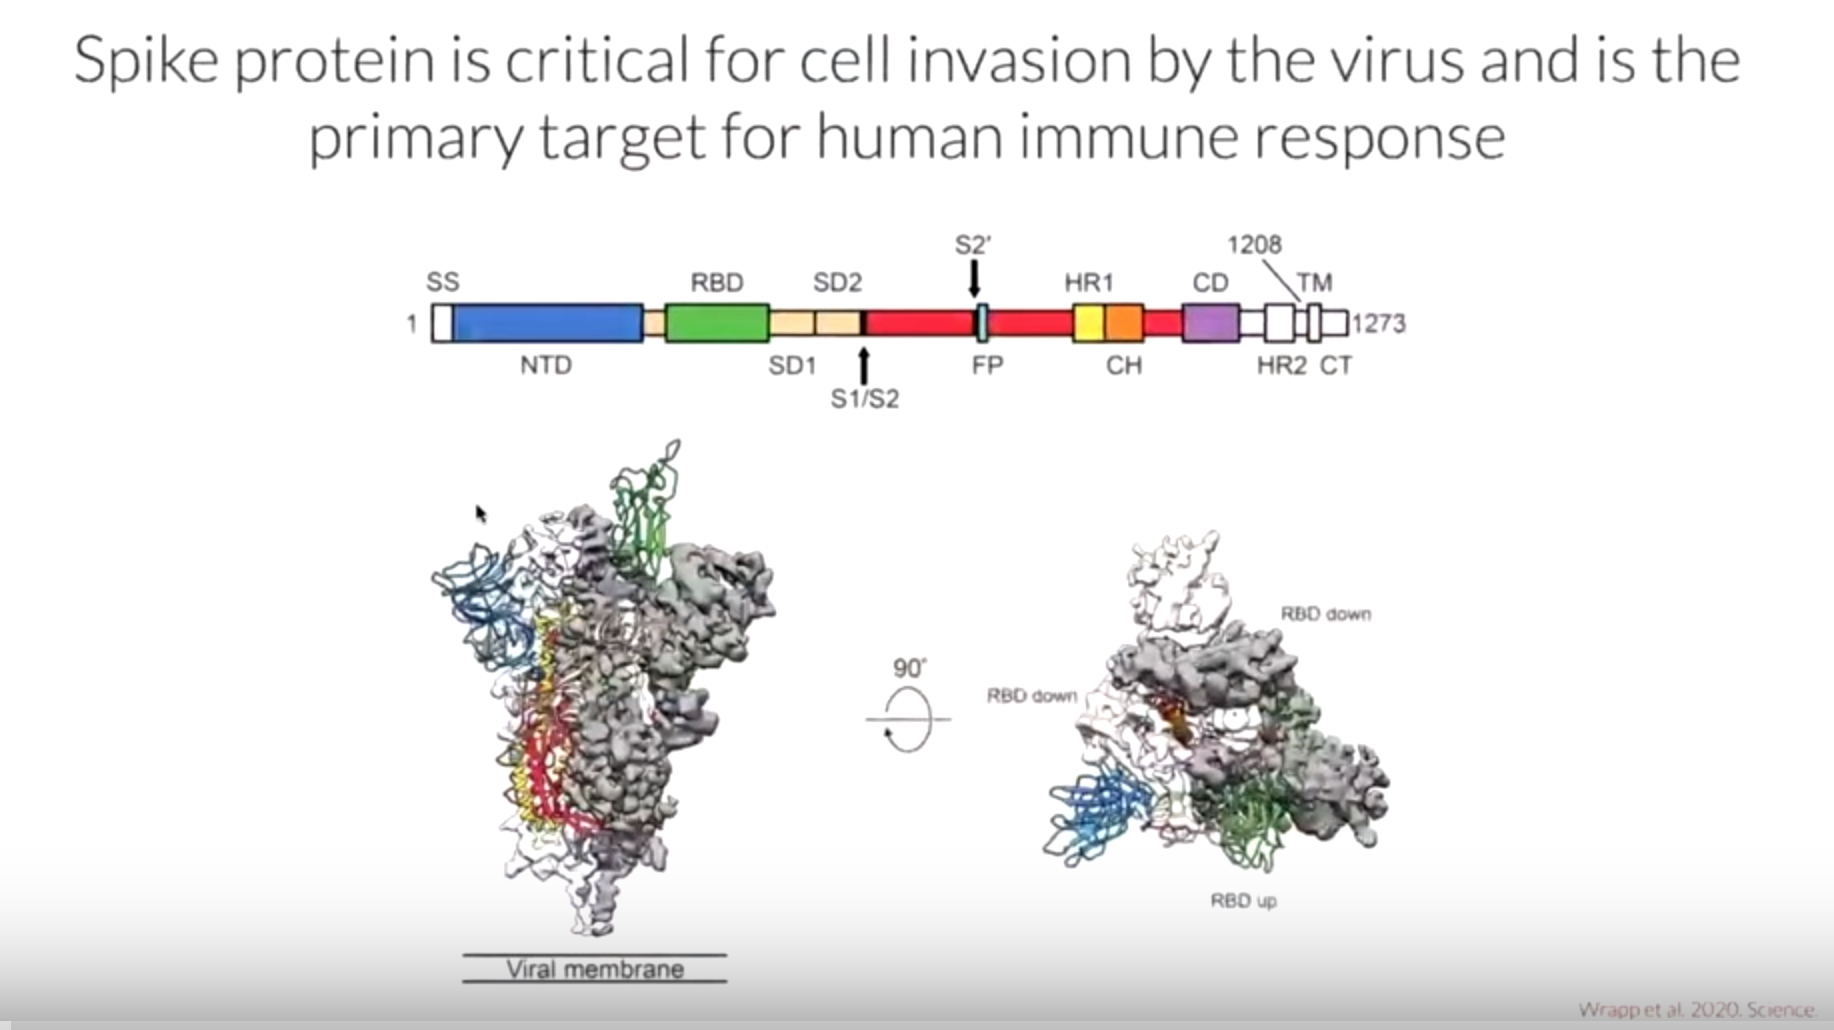 Spike protein is critical for cell invasion by the virus and is the
primary target for human immune response
S2' 1208
SS RBD SD2 HR1 CD TM
1 1273
NTD SD1 FP CH HR2 CT
S1/S2
RBD down
90°
RBD down
RBD up
Viral membrane
Wrapp et al. 2020. Science.